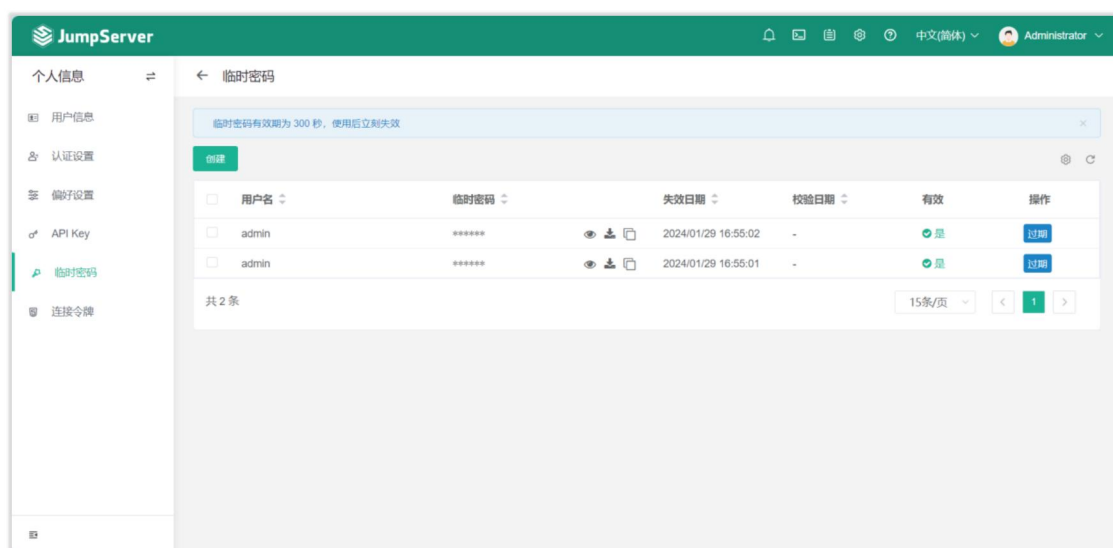 JumpServer 中文(简体) Administrator
个人信息
← 临时密码
用户信息
认证设置
偏好设置
API Key
临时密码
连接令牌
临时密码有效期为 300 秒，使用后立刻失效
创建
用户名 临时密码 失效日期 校验日期 有效 操作
admin ****** 2024/01/29 16:55:02 - 是 过期
admin ****** 2024/01/29 16:55:01 - 是 过期
共 2 条 15条/页 1